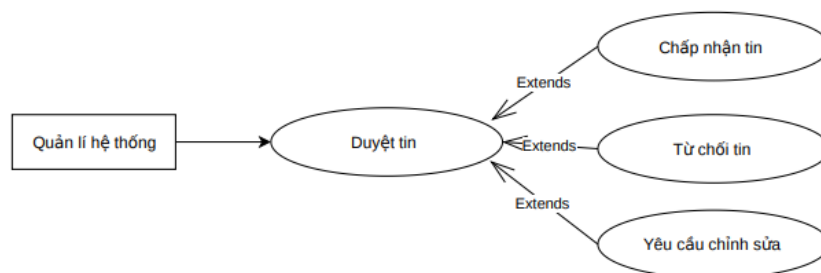 Chấp nhận tin
Extends
Quản lí hệ thống
Duyệt tin
Extends
Từ chối tin
Extends
Yêu cầu chỉnh sửa